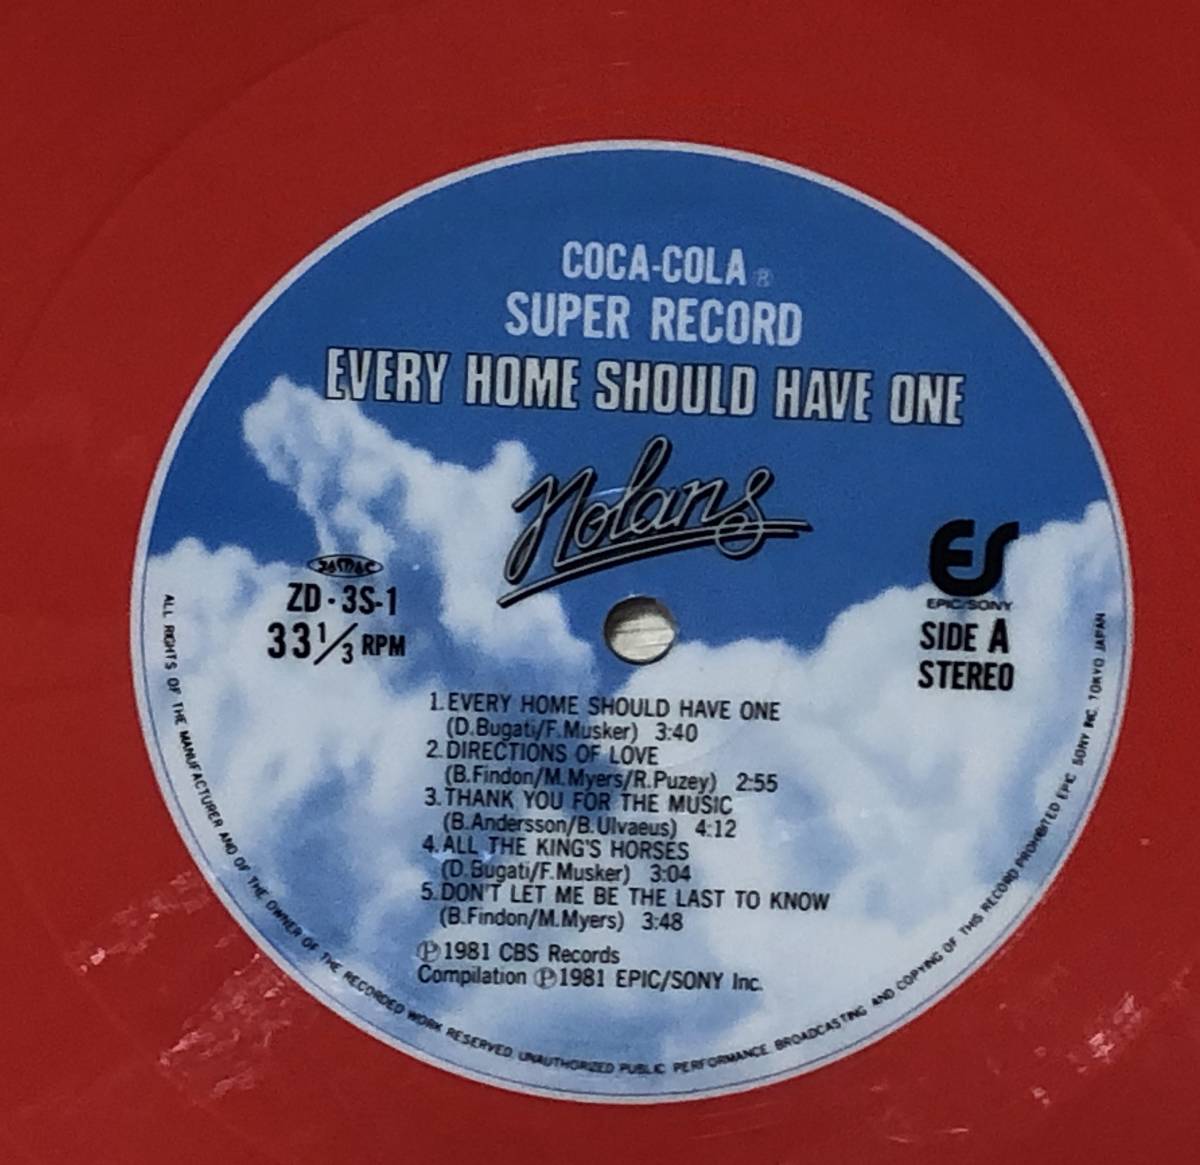 COCA-COLA ®
SUPER RECORD
EVERY HOME SHOULD HAVE ONE
Nolans
JASRAC
ZD·3S-1
33 1/3 RPM
ES
EPIC/SONY
SIDE A
STEREO
1.EVERY HOME SHOULD HAVE ONE
(D.Bugati/F.Musker) 3:40
2.DIRECTIONS OF LOVE
(B.Findon/M.Myers/R.Puzey) 2:55
3.THANK YOU FOR THE MUSIC
(B.Andersson/B.Ulvaeus) 4:12
4.ALL THE KING'S HORSES
(D.Bugati/F.Musker) 3:04
5.DON'T LET ME BE THE LAST TO KNOW
(B.Findon/M.Myers) 3:48
℗1981 CBS Records
Compilation ℗1981 EPIC/SONY Inc.
ALL RIGHTS OF THE MANUFACTURER AND OF THE OWNER OF THE RECORDED WORK RESERVED. UNAUTHORIZED PUBLIC PERFORMANCE. BROADCASTING AND COPYING OF THIS RECORD PROHIBITED EPIC SONY INC. TOKYO JAPAN